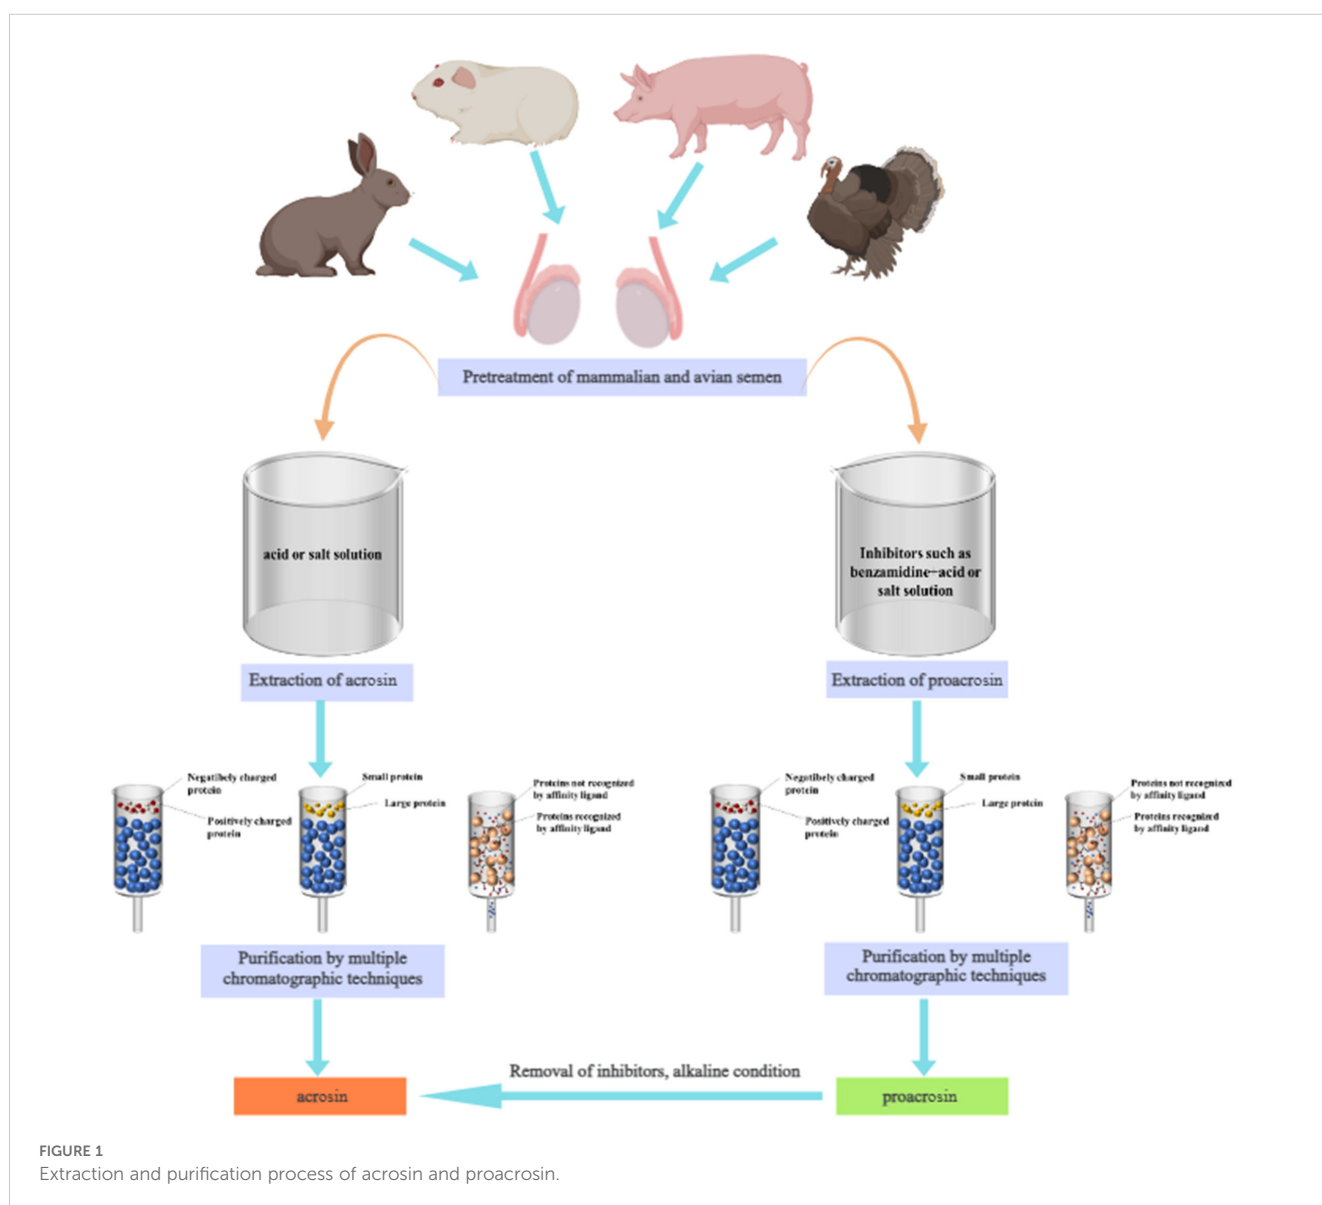 Pretreatment of mammalian and avian semen
acid or salt solution
Inhibitors such as
benzamidine+acid or
salt solution
Extraction of acrosin
Extraction of proacrosin
Negatibely charged
protein
Positively charged
protein
Small protein
Large protein
Proteins not recognized
by affinity ligand
Proteins recognized
by affinity ligand
Negatibely charged
protein
Positively charged
protein
Small protein
Large protein
Proteins not recognized
by affinity ligand
Proteins recognized
by affinity ligand
Purification by multiple
chromatographic techniques
Purification by multiple
chromatographic techniques
Removal of inhibitors, alkaline condition
acrosin
proacrosin
FIGURE 1
Extraction and purification process of acrosin and proacrosin.